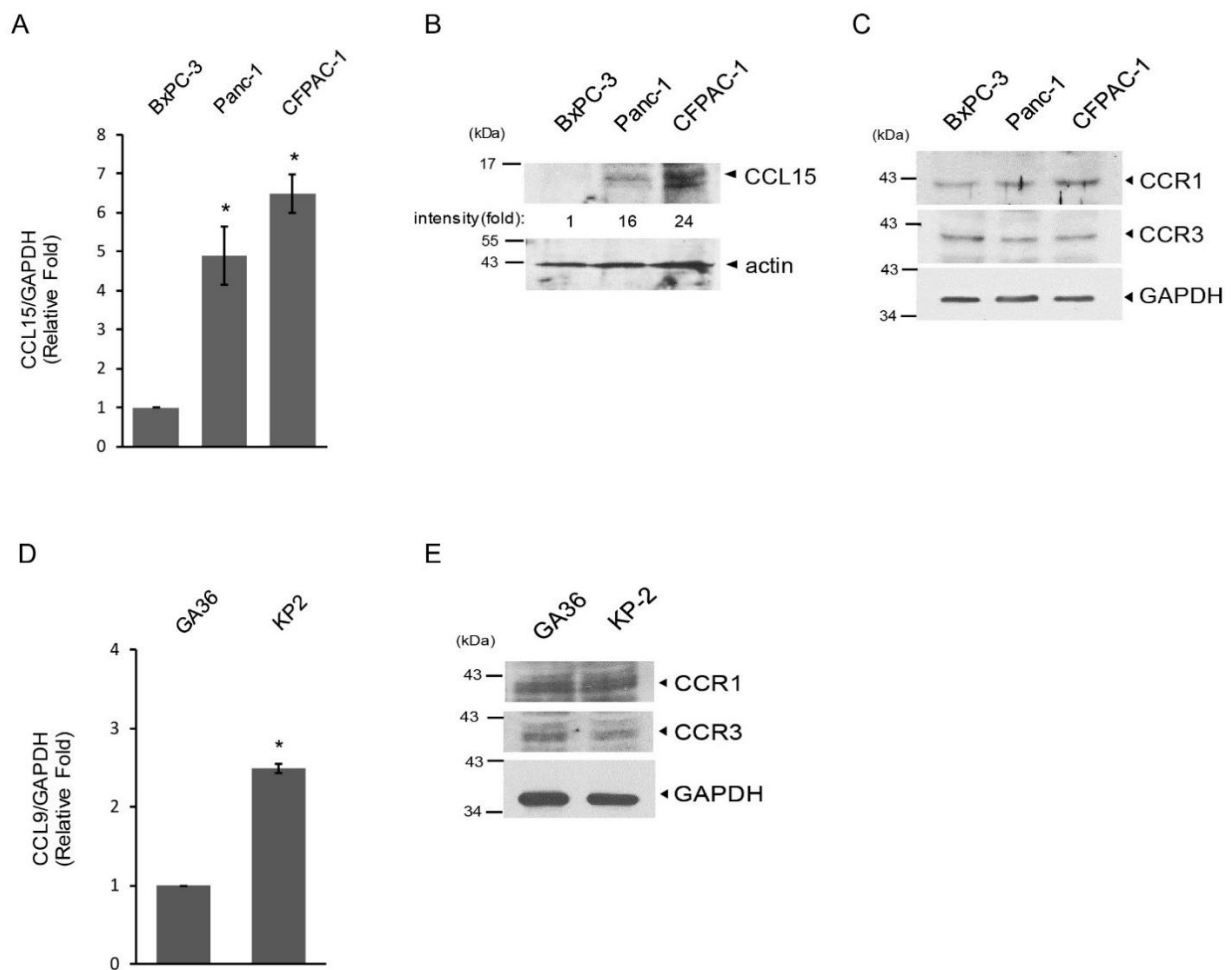 A
BxPC-3 Panc-1 CFPAC-1
8
7
6
5
4
3
2
1
0
* *
CCL15/GAPDH
(Relative Fold)
B
BxPC-3 Panc-1 CFPAC-1
(kDa)
17
CCL15
intensity(fold): 1 16 24
55
43
actin
C
BxPC-3 Panc-1 CFPAC-1
(kDa)
43
CCR1
43
CCR3
43
GAPDH
34
D
GA36 KP2
4
3
2
1
0
*
CCL9/GAPDH
(Relative Fold)
E
GA36 KP-2
(kDa)
43
CCR1
43
CCR3
43
GAPDH
34